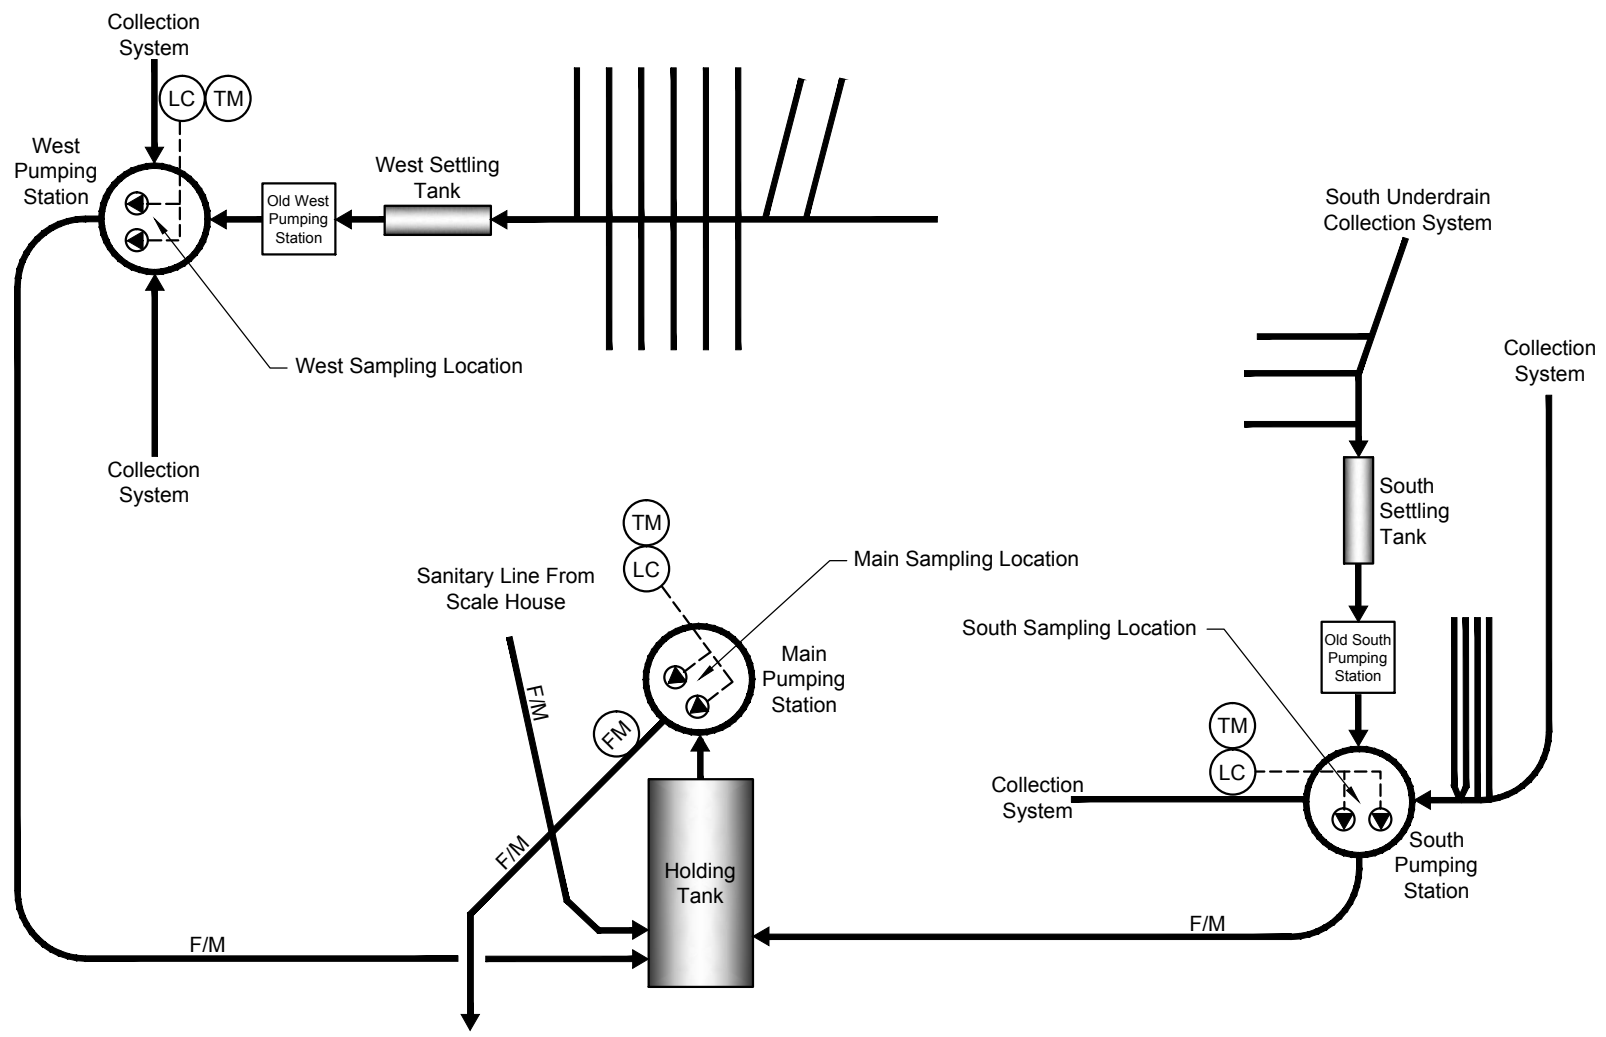 Collection
System
LC
TM
West
Pumping
Station
West Settling
Tank
Old West
Pumping
Station
West Sampling Location
Collection
System
South Underdrain
Collection System
Collection
System
South
Settling
Tank
TM
LC
Main Sampling Location
Sanitary Line From
Scale House
South Sampling Location
Old South
Pumping
Station
Main
Pumping
Station
F/M
FM
TM
LC
Collection
System
F/M
Holding
Tank
South
Pumping
Station
F/M
F/M